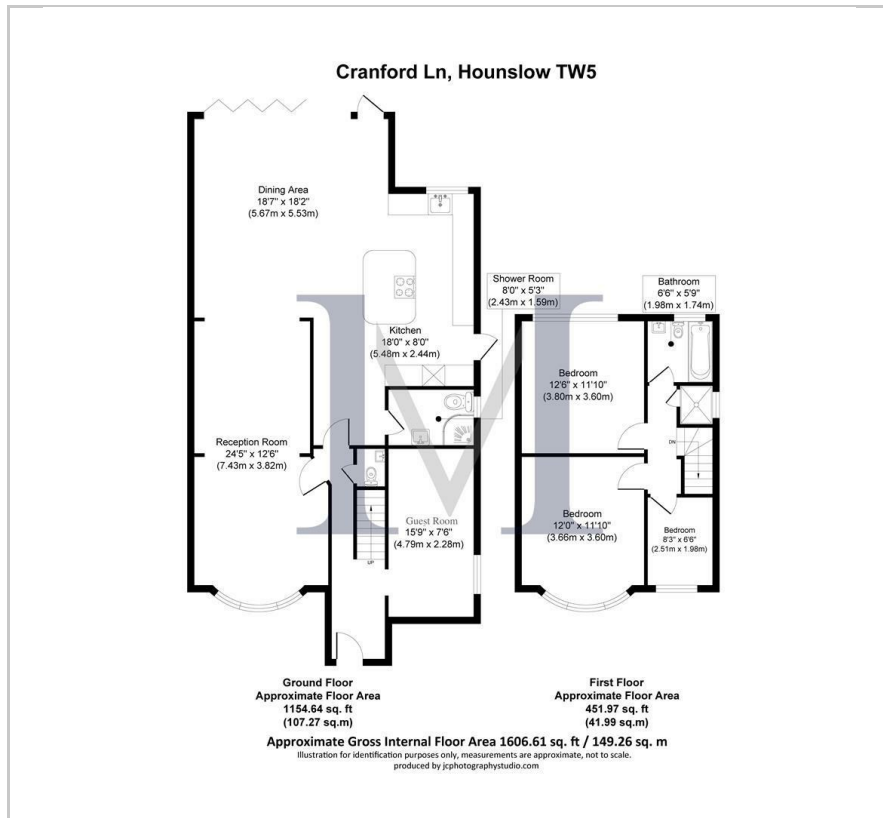 Cranford Ln, Hounslow TW5
Dining Area
18'7" x 18'2"
(5.67m x 5.53m)
Shower Room
8'0" x 5'3"
(2.43m x 1.59m)
Bathroom
6'6" x 5'9"
(1.98m x 1.74m)
Kitchen
18'0" x 8'0"
(5.48m x 2.44m)
Bedroom
12'6" x 11'10"
(3.80m x 3.60m)
Reception Room
24'5" x 12'6"
(7.43m x 3.82m)
DN
Guest Room
15'9" x 7'6"
(4.79m x 2.28m)
Bedroom
12'0" x 11'10"
(3.66m x 3.60m)
Bedroom
8'3" x 6'6"
(2.51m x 1.98m)
UP
Ground Floor
Approximate Floor Area
1154.64 sq. ft
(107.27 sq.m)
First Floor
Approximate Floor Area
451.97 sq. ft
(41.99 sq.m)
Approximate Gross Internal Floor Area 1606.61 sq. ft / 149.26 sq. m
Illustration for identification purposes only, measurements are approximate, not to scale.
produced by jcphotographystudio.com
IMI